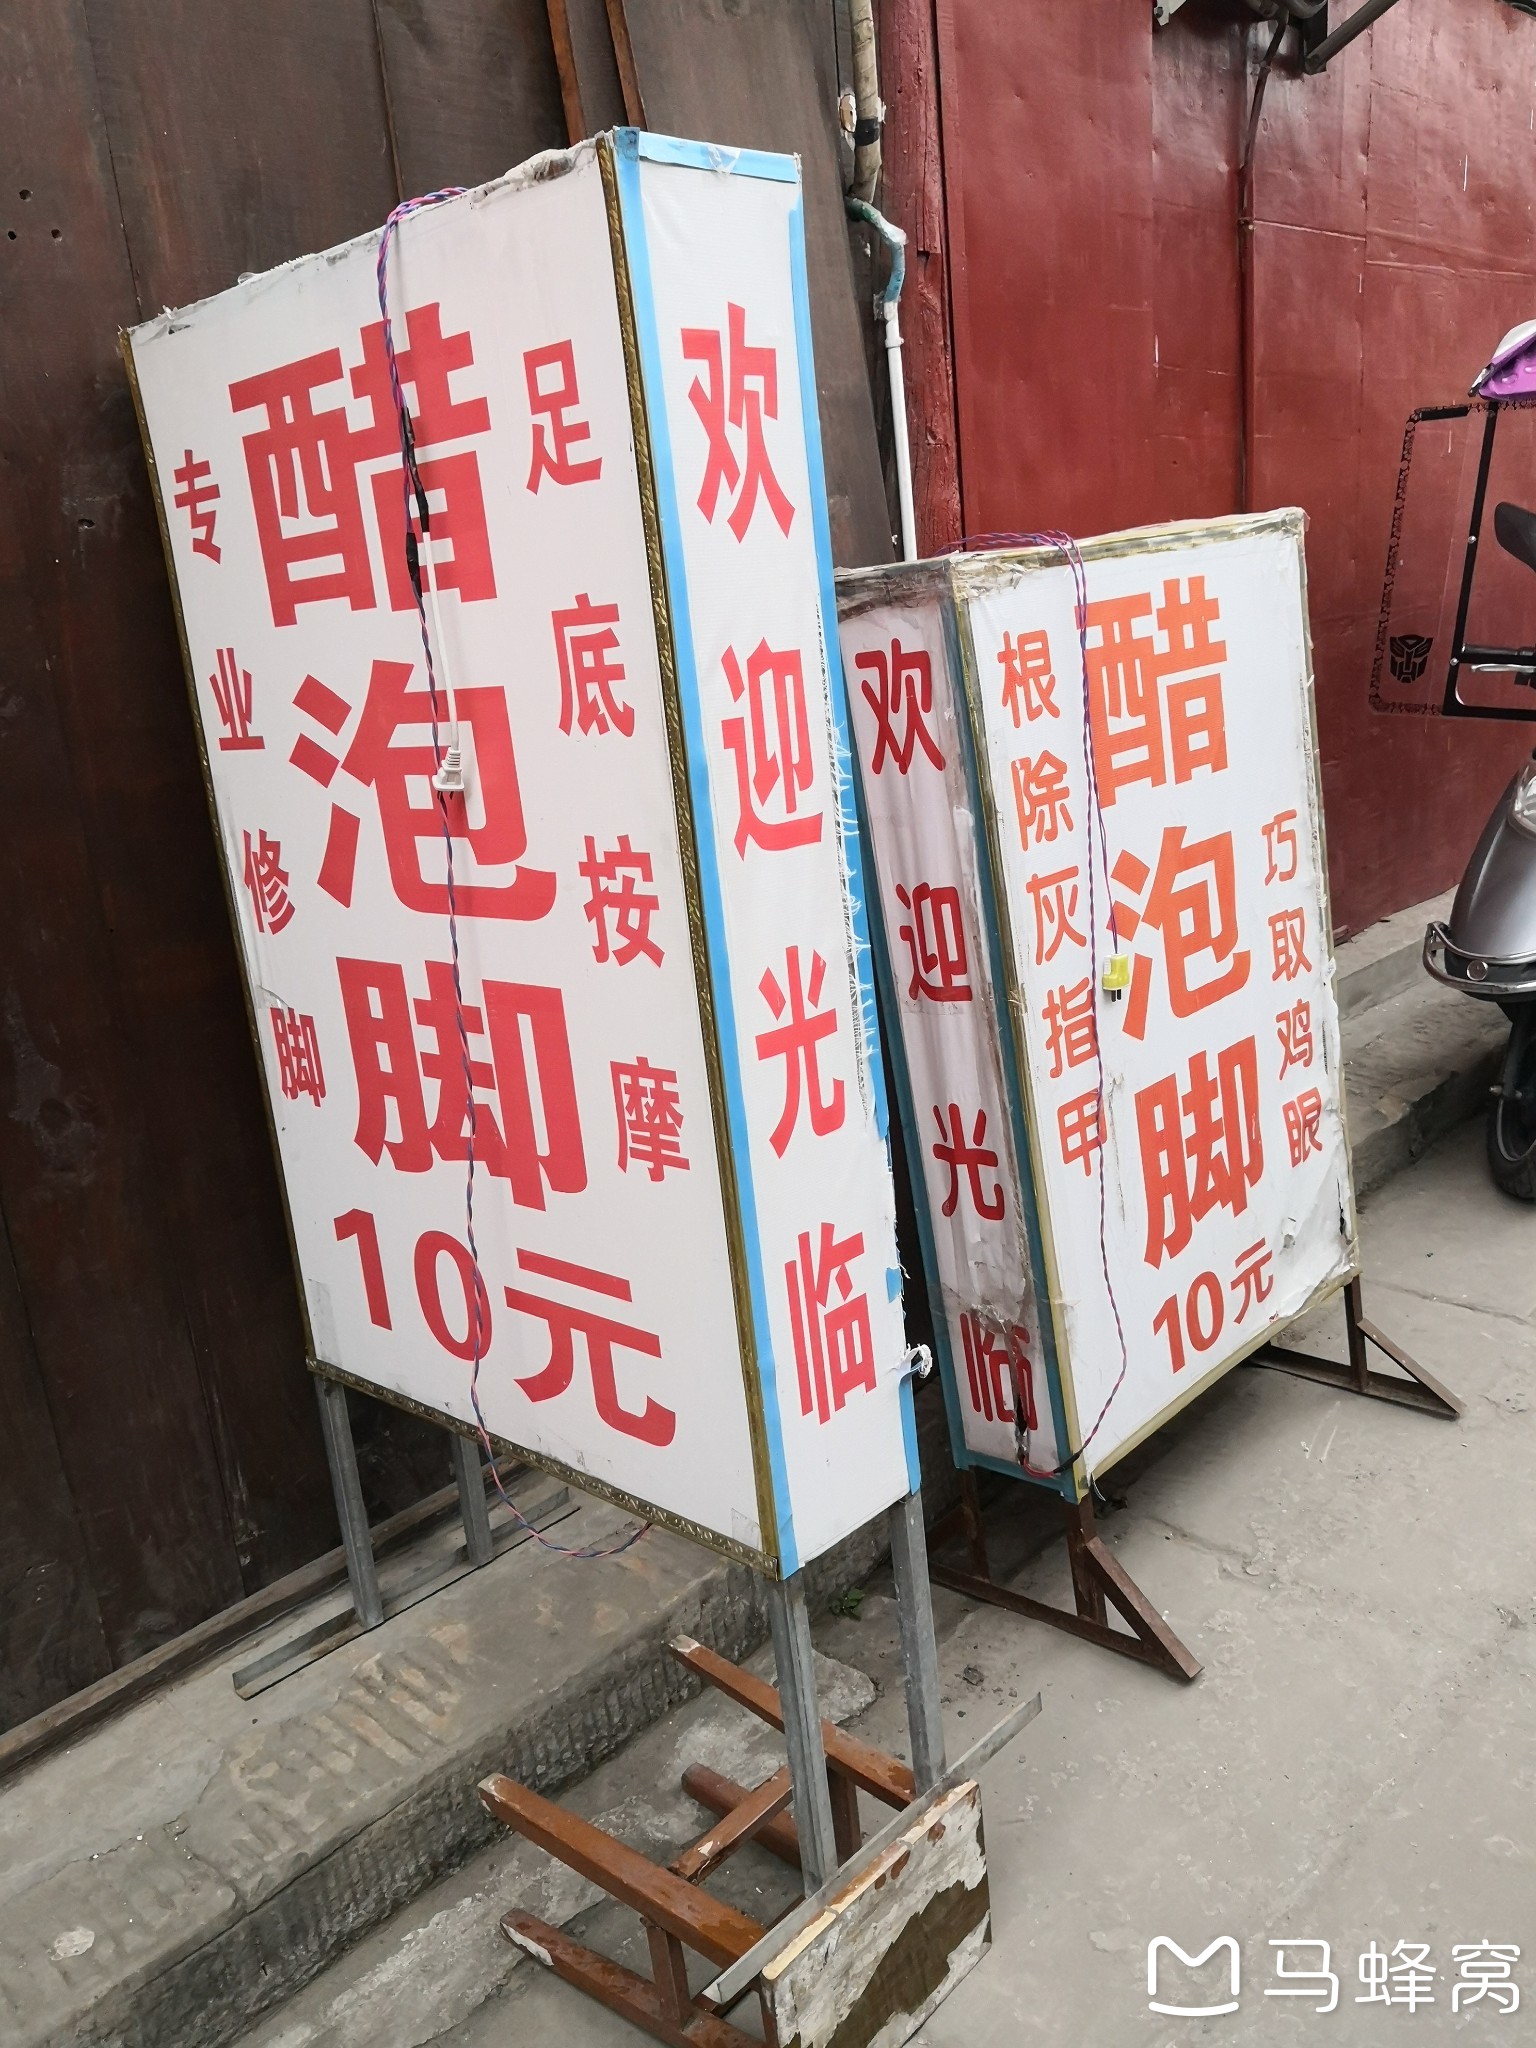 专业修脚
醋泡脚
足底按摩
10元
欢迎光临
欢迎光临
根除灰指甲
醋泡脚
巧取鸡眼
10元
马蜂窝